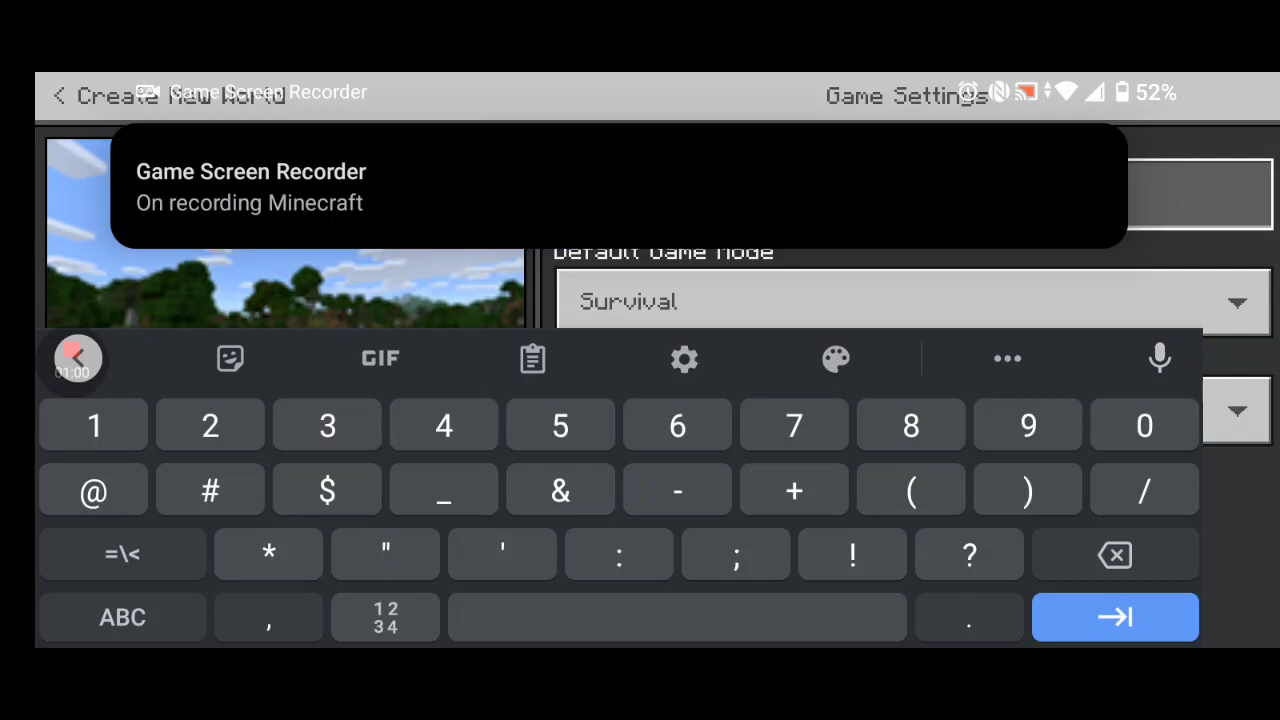 Create New World
Game Screen Recorder
Game Settings
52%
Game Screen Recorder
On recording Minecraft
Default Game Mode
Survival
01:00
GIF
1 2 3 4 5 6 7 8 9 0
@ # $ _ & - + ( ) /
=\< * " ' : ; ! ?
ABC , 12 .
34